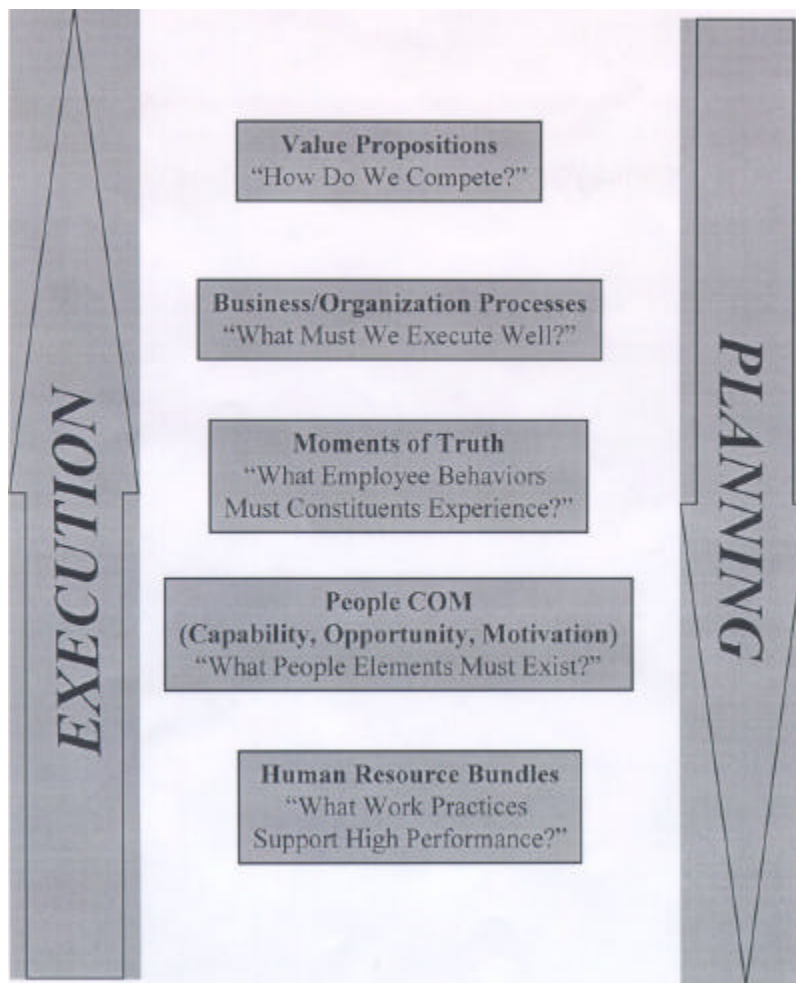 EXECUTION
Value Propositions
“How Do We Compete?”
Business/Organization Processes
“What Must We Execute Well?”
Moments of Truth
“What Employee Behaviors
Must Constituents Experience?”
People COM
(Capability, Opportunity, Motivation)
“What People Elements Must Exist?”
Human Resource Bundles
“What Work Practices
Support High Performance?”
PLANNING